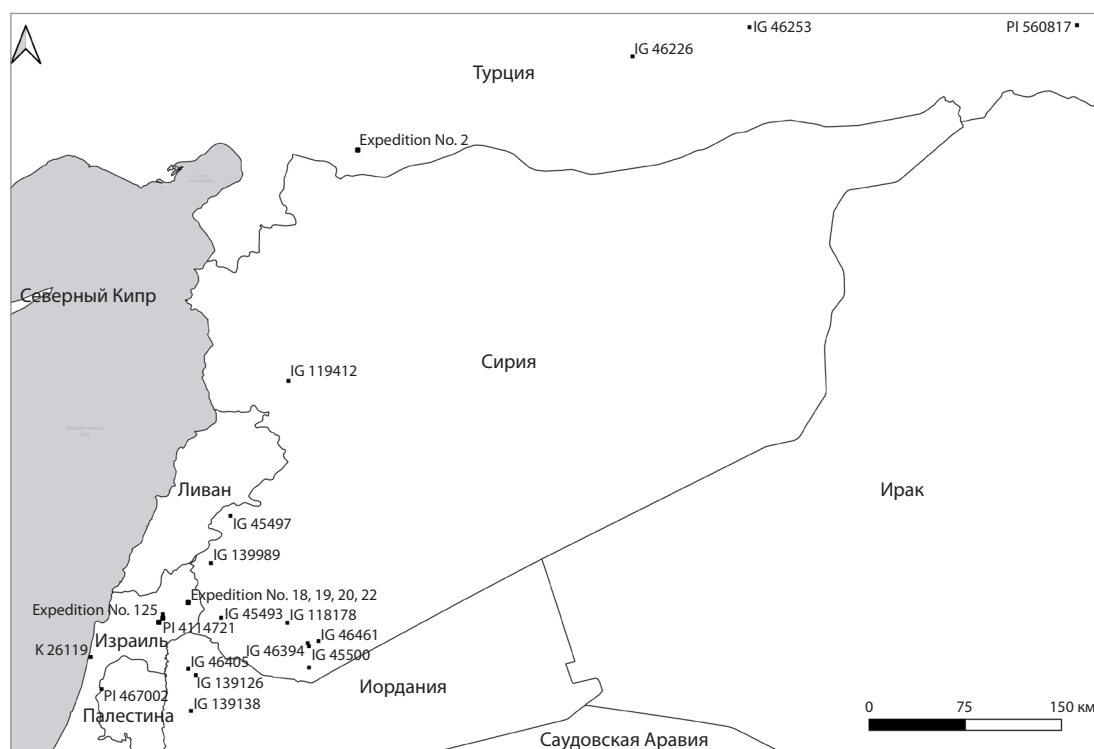 IG 46253
PI 560817
IG 46226
Турция
Expedition No. 2
Северный Кипр
Сирия
IG 119412
Ливан
Ирак
IG 45497
IG 139989
Expedition No. 18, 19, 20, 22
Expedition No. 125
IG 45493
IG 118178
PI 4114721
Израиль
IG 46461
K 26119
IG 46394
IG 45500
IG 46405
IG 139126
Иордания
PI 467002
IG 139138
Палестина
0 75 150 км
Саудовская Аравия